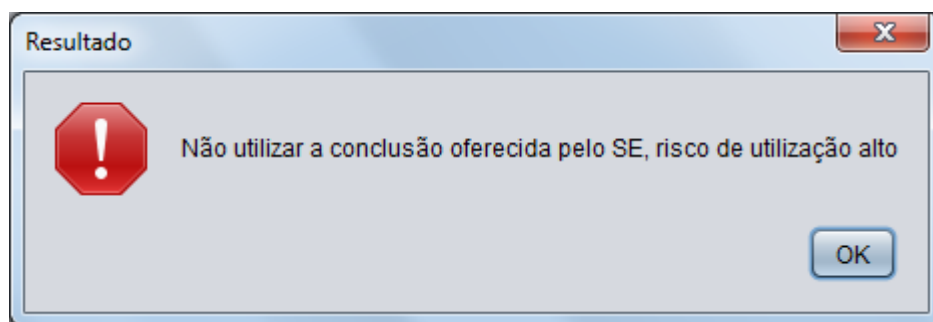 Resultado
Não utilizar a conclusão oferecida pelo SE, risco de utilização alto
OK